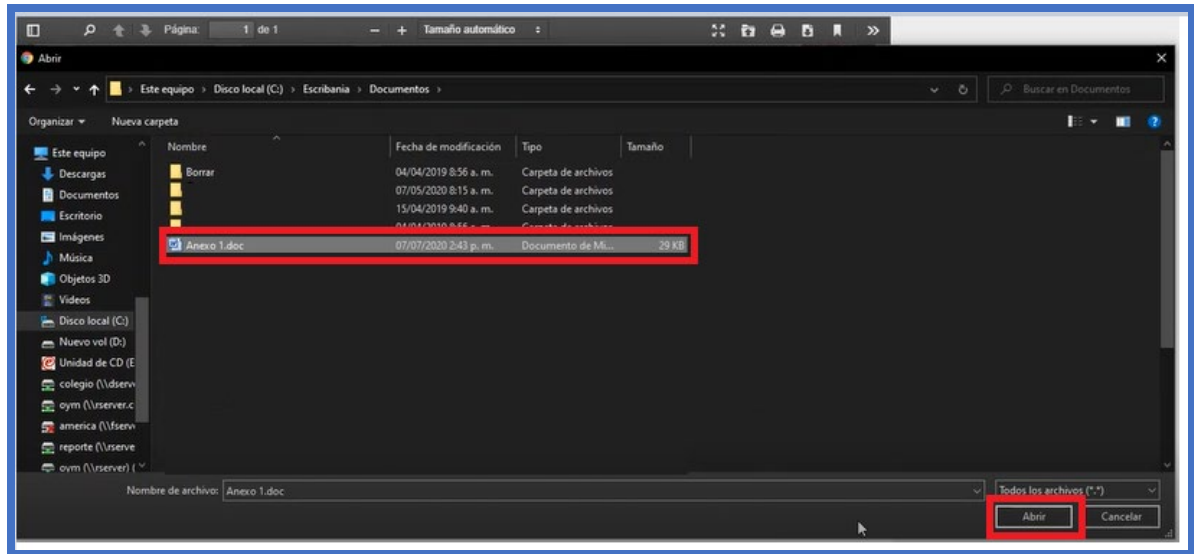 Página: 1 de 1 — + Tamaño automático
Abrir
Este equipo > Disco local (C:) > Escribania > Documentos >
Buscar en Documentos
Organizar Nueva carpeta
Nombre Fecha de modificación Tipo Tamaño
Este equipo
Descargas
Documentos
Escritorio
Imágenes
Música
Objetos 3D
Videos
Disco local (C:)
Nuevo vol (D:)
Unidad de CD (E
colegio (\\dserv
oym (\\rserver.c
america (\\fserv
reporte (\\rserve
oym (\\rserver) (
Borrar 04/04/2019 8:56 a. m. Carpeta de archivos
07/05/2020 8:15 a. m. Carpeta de archivos
15/04/2019 9:40 a. m. Carpeta de archivos
Anexo 1.doc 07/07/2020 2:43 p. m. Documento de Mi... 29 KB
Nombre de archivo: Anexo 1.doc
Todos los archivos (*.*)
Abrir Cancelar